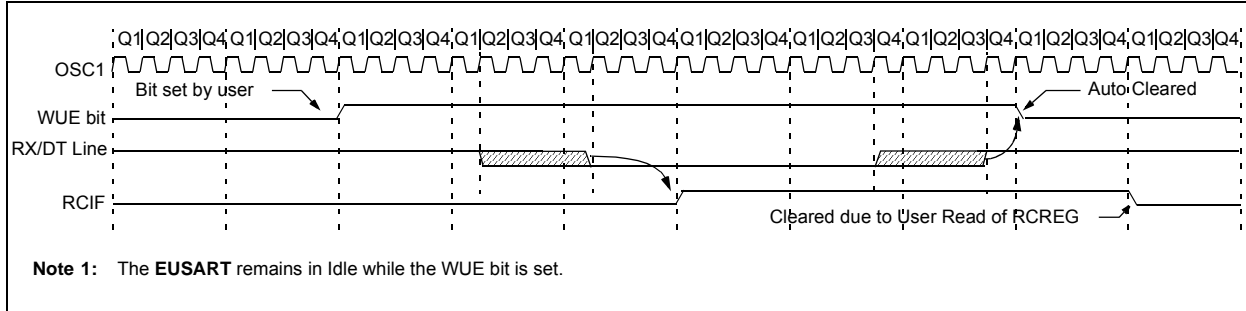 Q1|Q2|Q3|Q4|Q1|Q2|Q3|Q4|Q1|Q2|Q3|Q4|Q1|Q2|Q3|Q4|Q1|Q2|Q3|Q4|Q1|Q2|Q3|Q4|Q1|Q2|Q3|Q4|Q1|Q2|Q3|Q4|Q1|Q2|Q3|Q4|Q1|Q2|Q3|Q4
OSC1
Bit set by user
Auto Cleared
WUE bit
RX/DT Line
RCIF
Cleared due to User Read of RCREG
Note 1: The EUSART remains in Idle while the WUE bit is set.